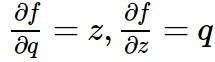 ∂f/∂q = z, ∂f/∂z = q